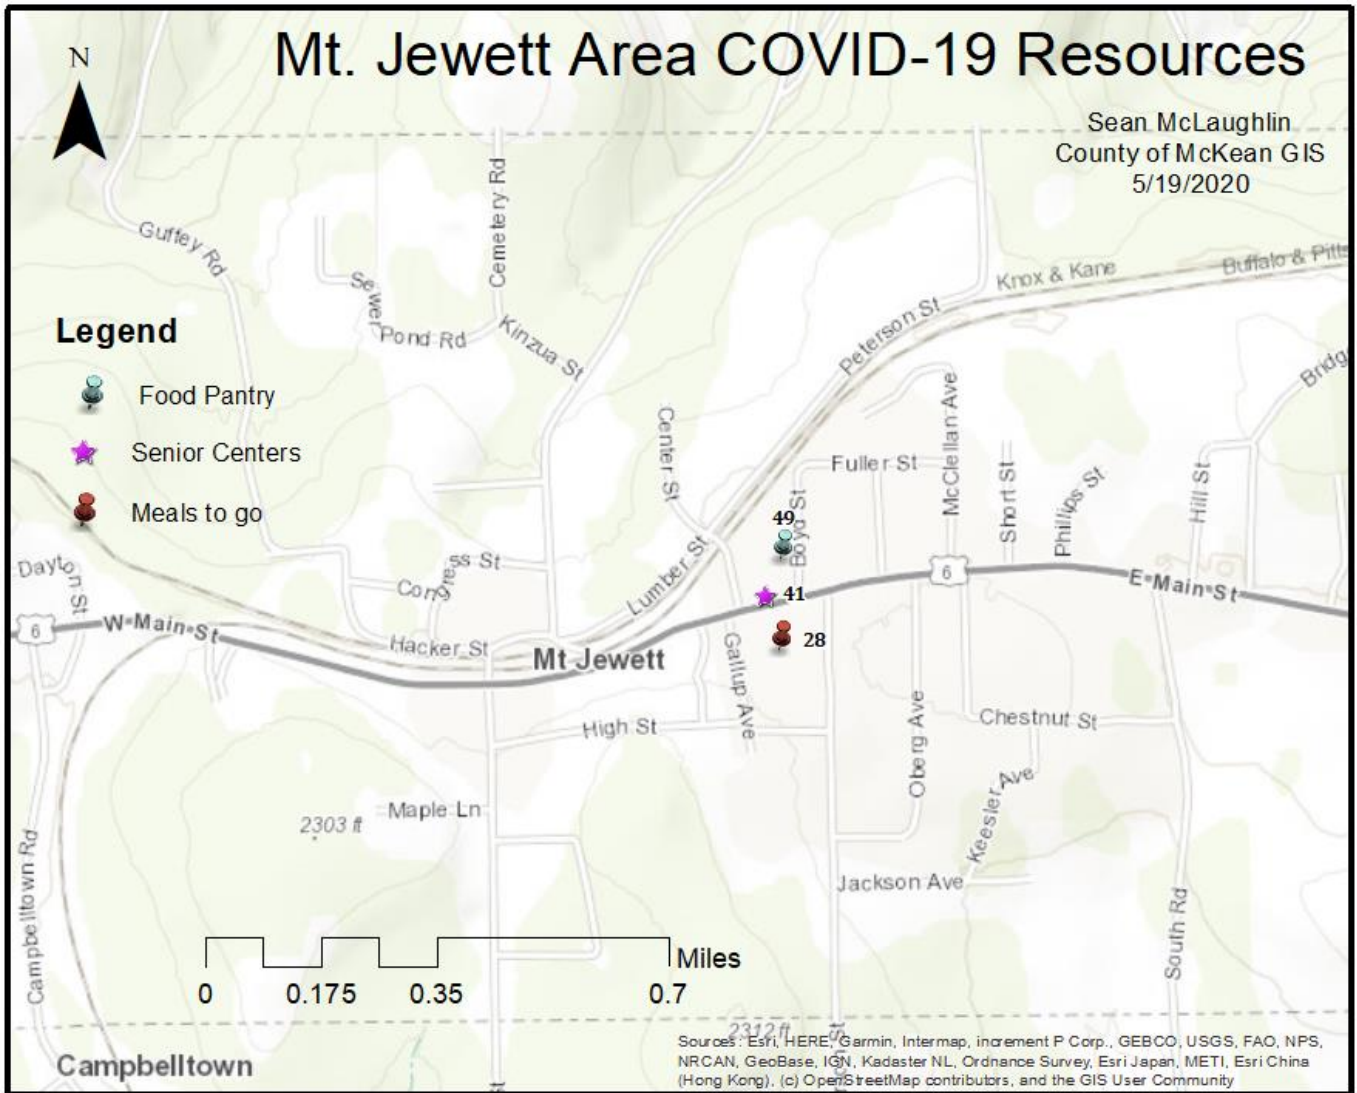 Mt. Jewett Area COVID-19 Resources
N
Sean McLaughlin
County of McKean GIS
5/19/2020
Guffey Rd
Cemetery Rd
Sewer
Pond Rd
Kinzua St
Knox & Kane
Buffalo & Pitts
Peterson St
Legend
Food Pantry
Senior Centers
Meals to go
Center St
Fuller St
McClellan Ave
Short St
Phillips St
Hill St
Bridg
49
Boyd St
Dayton St
Congress St
Lumber St
41
6
E Main St
6
W Main St
Hacker St
Mt Jewett
28
Gallup Ave
High St
Oberg Ave
Chestnut St
Keesler Ave
Maple Ln
2303 ft
Jackson Ave
Campbelltown Rd
South Rd
Miles
0 0.175 0.35 0.7
2312 ft
St
Campbelltown
Sources: Esri, HERE, Garmin, Intermap, increment P Corp., GEBCO, USGS, FAO, NPS,
NRCAN, GeoBase, IGN, Kadaster NL, Ordnance Survey, Esri Japan, METI, Esri China
(Hong Kong), (c) OpenStreetMap contributors, and the GIS User Community